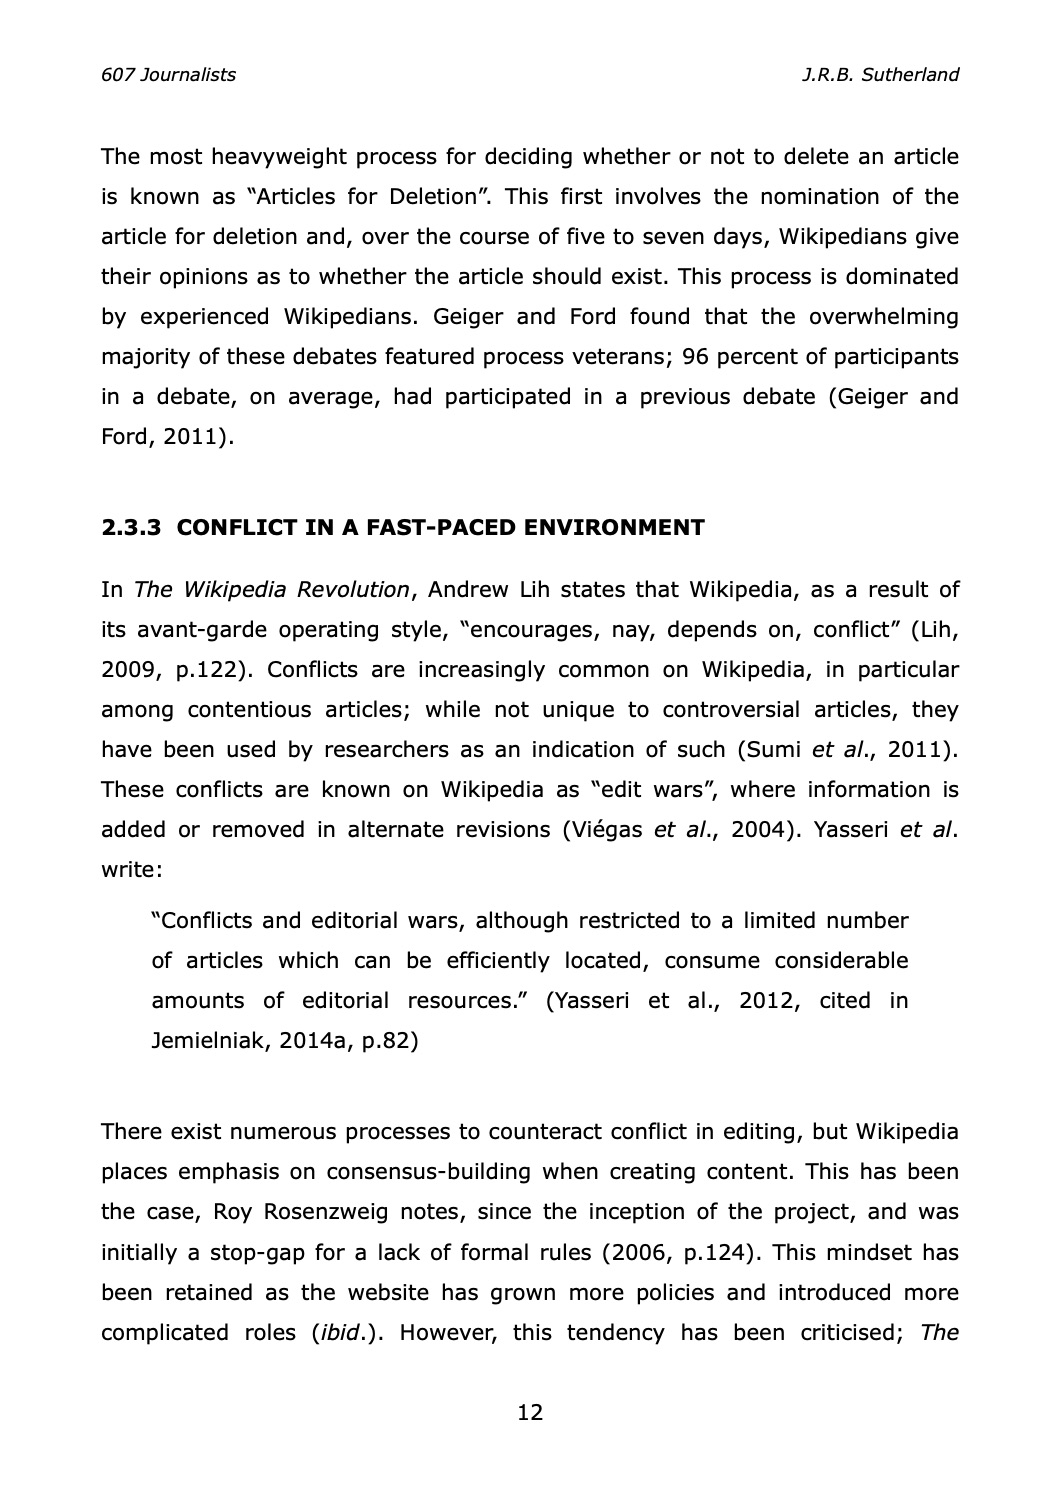 607 Journalists
J.R.B. Sutherland
The most heavyweight process for deciding whether or not to delete an article
is known as “Articles for Deletion”. This first involves the nomination of the
article for deletion and, over the course of five to seven days, Wikipedians give
their opinions as to whether the article should exist. This process is dominated
by experienced Wikipedians. Geiger and Ford found that the overwhelming
majority of these debates featured process veterans; 96 percent of participants
in a debate, on average, had participated in a previous debate (Geiger and
Ford, 2011).
2.3.3 CONFLICT IN A FAST-PACED ENVIRONMENT
In The Wikipedia Revolution, Andrew Lih states that Wikipedia, as a result of
its avant-garde operating style, “encourages, nay, depends on, conflict” (Lih,
2009, p.122). Conflicts are increasingly common on Wikipedia, in particular
among contentious articles; while not unique to controversial articles, they
have been used by researchers as an indication of such (Sumi et al., 2011).
These conflicts are known on Wikipedia as “edit wars”, where information is
added or removed in alternate revisions (Viégas et al., 2004). Yasseri et al.
write:
“Conflicts and editorial wars, although restricted to a limited number
of articles which can be efficiently located, consume considerable
amounts of editorial resources.” (Yasseri et al., 2012, cited in
Jemielniak, 2014a, p.82)
There exist numerous processes to counteract conflict in editing, but Wikipedia
places emphasis on consensus-building when creating content. This has been
the case, Roy Rosenzweig notes, since the inception of the project, and was
initially a stop-gap for a lack of formal rules (2006, p.124). This mindset has
been retained as the website has grown more policies and introduced more
complicated roles (ibid.). However, this tendency has been criticised; The
12